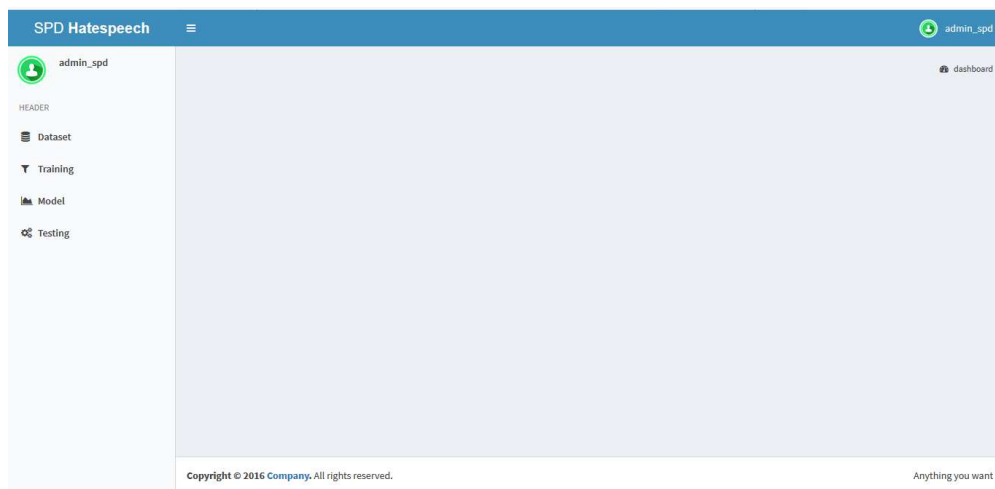 SPD Hatespeech
admin_spd
admin_spd
dashboard
HEADER
Dataset
Training
Model
Testing
Copyright © 2016 Company. All rights reserved.
Anything you want